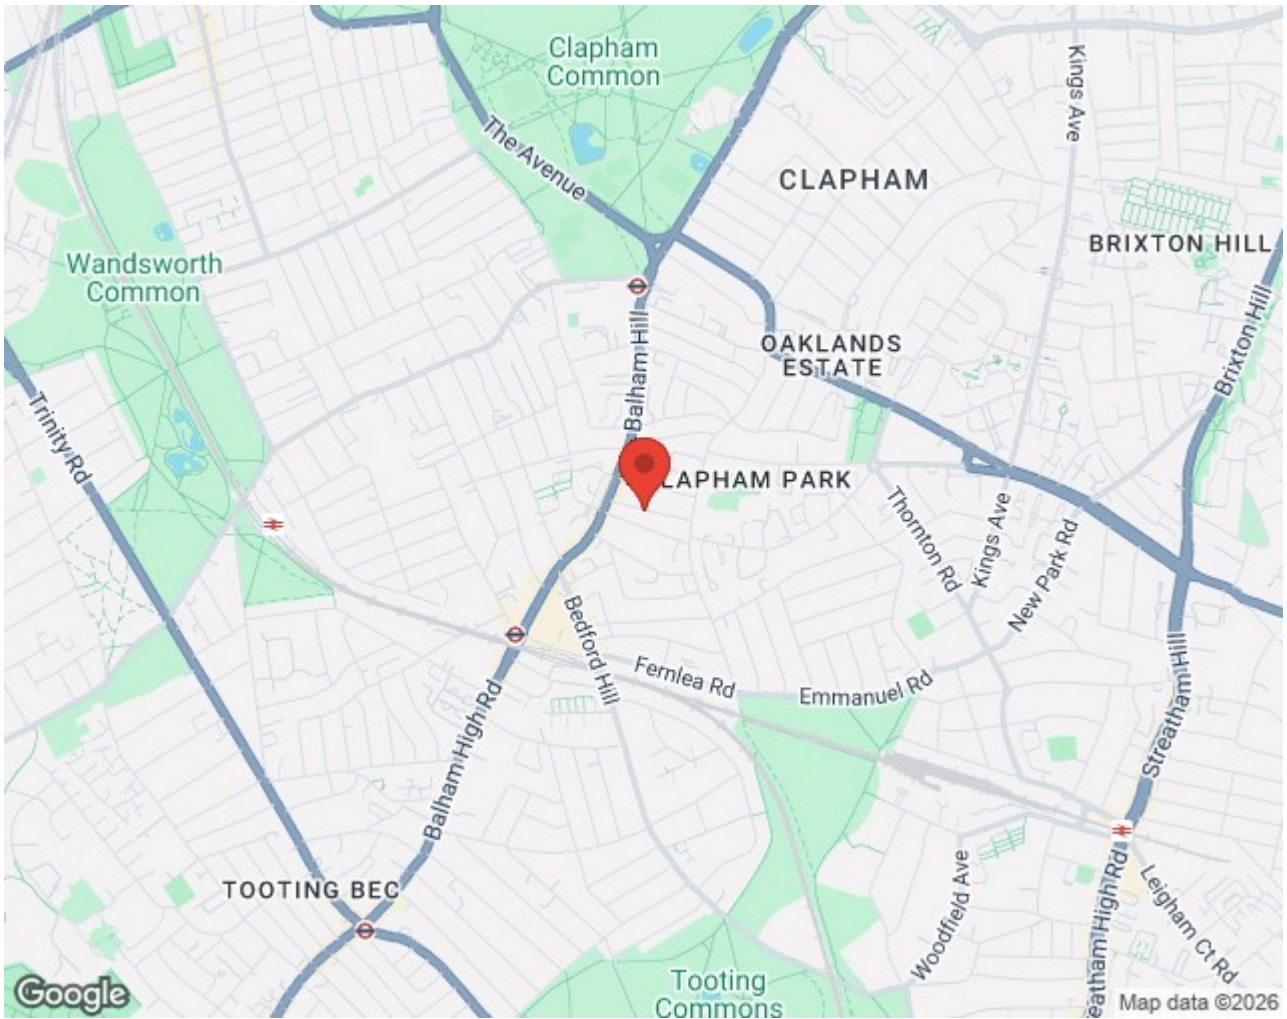 Clapham
Common
Kings Ave
The Avenue
CLAPHAM
BRIXTON HILL
Wandsworth
Common
Balham Hill
OAKLANDS
ESTATE
Brixton Hill
Trinity Rd
LAPHAM PARK
Thornton Rd
Kings Ave
New Park Rd
Bedford Hill
Fernlea Rd
Emmanuel Rd
Streatham Hill
Balham High Rd
TOOTING BEC
Woodfield Ave
Leigham Ct Rd
eatham High Rd
Tooting
Commons
Google
Map data ©2026